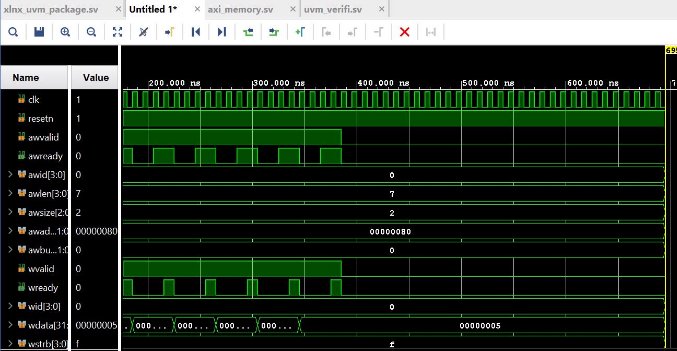 xlnx_uvm_package.sv Untitled 1* axi_memory.sv uvm_verifi.sv
Name Value
200.000 ns 300.000 ns 400.000 ns 500.000 ns 600.000 ns
clk 1
resetn 1
awvalid 0
awready 0
awid[3:0] 0 0
awlen[3:0] 7 7
awsize[2:0 2 2
awad...1:0 00000080 00000080
awbu...1:0 0 0
wvalid 0
wready 0
wid[3:0] 0 0
wdata[31: 00000005 . 000... 000... 000... 000... 00000005
wstrb[3:0] f f